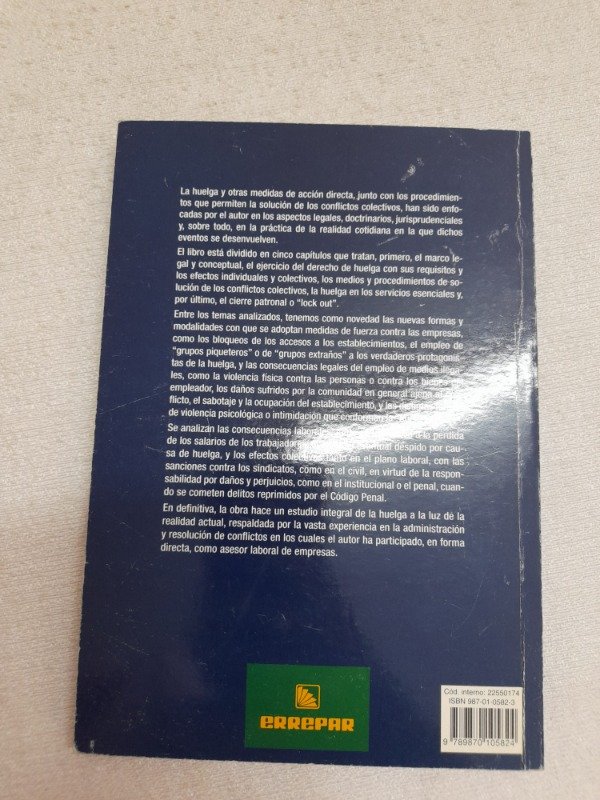 La huelga y otras medidas de acción directa, junto con los procedimien-
tos que permiten la solución de los conflictos colectivos, han sido enfo-
cadas por el autor en los aspectos legales, doctrinarios, jurisprudenciales
y, sobre todo, en la práctica de la realidad cotidiana en la que dichos
eventos se desenvuelven.
El libro está dividido en cinco capítulos que tratan, primero, el marco le-
gal y conceptual, el ejercicio del derecho de huelga con sus requisitos y
los efectos individuales y colectivos, los medios y procedimientos de so-
lución de los conflictos colectivos, la huelga en los servicios esenciales y,
por último, el cierre patronal o “lock out”.
Entre los temas analizados, tenemos como novedad las nuevas formas y
modalidades con que se adoptan medidas de fuerza contra las empresas,
como los bloqueos de los accesos a los establecimientos, el empleo de
“grupos piqueteros” o de “grupos extraños” a los verdaderos protagonis-
tas de la huelga, y las consecuencias legales del empleo de medios
les, como la violencia física contra las personas o contra los bienes
empleador, los daños sufridos por la comunidad en general ajena al
flicto, el sabotaje y la ocupación del establecimiento, y las
de violencia psicológica o intimidación que
Se analizan las consecuencias la pérdida
de los salarios de los trabajadores despido por cau-
sa de huelga, y los efectos en el plano laboral, con las
sanciones contra los sindicatos, como en el civil, en virtud de la respon-
sabilidad por daños y perjuicios, como en el institucional o el penal, cuan-
do se cometen delitos reprimidos por el Código Penal.
En definitiva, la obra hace un estudio integral de la huelga a la luz de la
realidad actual, respaldada por la vasta experiencia en la administración
y resolución de conflictos en los cuales el autor ha participado, en forma
directa, como asesor laboral de empresas.
ERREPAR
Cód. interno: 22550174
ISBN 987-01-0582-3
9 789870 105824